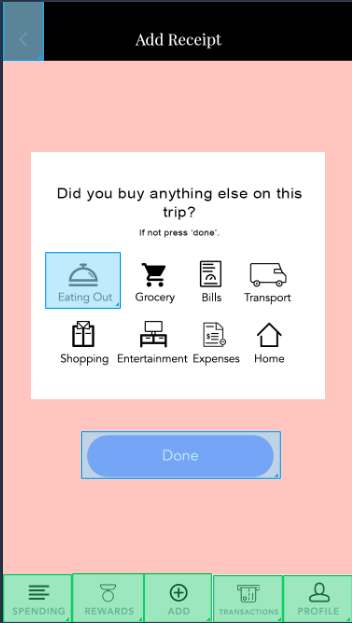 Add Receipt
Did you buy anything else on this
trip?
If not press 'done'.
Eating Out Grocery Bills Transport
Shopping Entertainment Expenses Home
Done
SPENDING REWARDS ADD TRANSACTIONS PROFILE